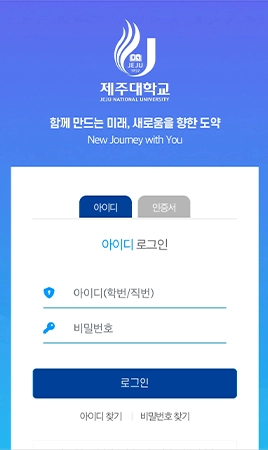 JEJU
1952
제주대학교
JEJU NATIONAL UNIVERSITY
함께 만드는 미래, 새로움을 향한 도약
New Journey with You
아이디 인증서
아이디 로그인
아이디(학번/직번)
비밀번호
로그인
아이디 찾기 | 비밀번호 찾기